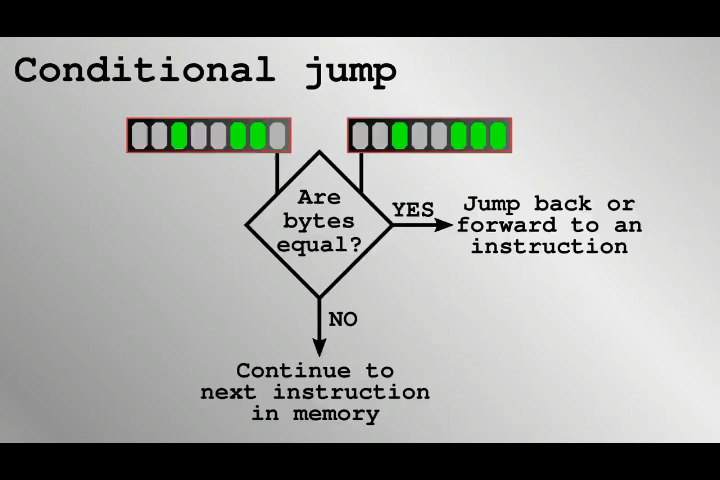 Conditional jump
Are
bytes
equal?
YES
Jump back or
forward to an
instruction
NO
Continue to
next instruction
in memory